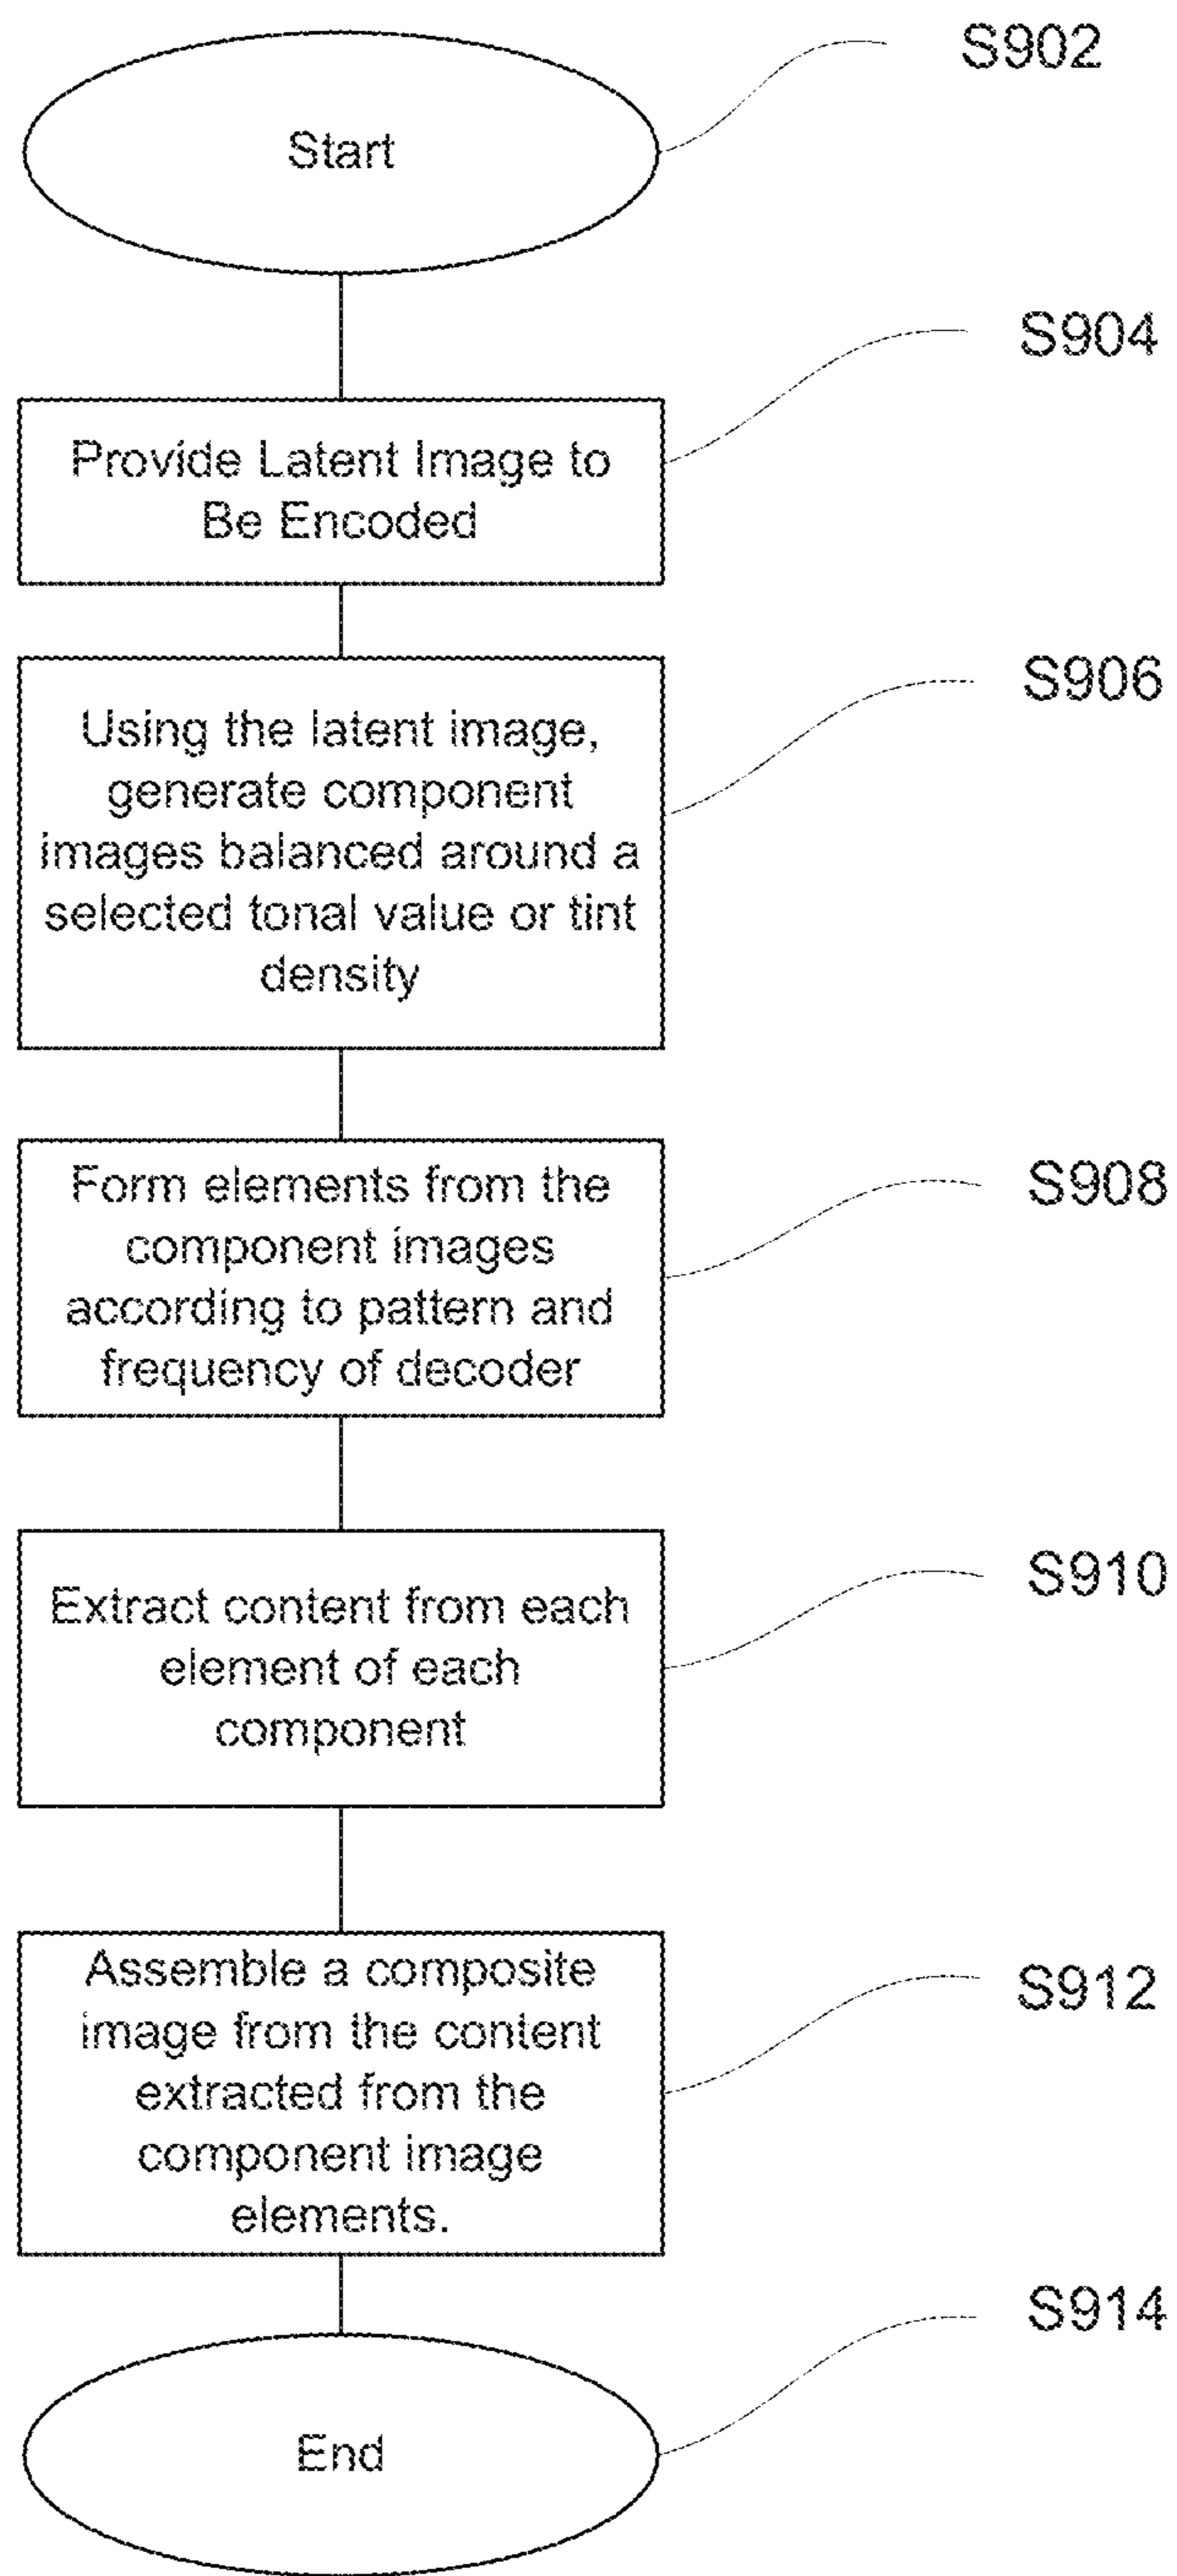 S902
Start
S904
Provide Latent Image to
Be Encoded
S906
Using the latent image,
generate component
images balanced around a
selected tonal value or tint
density
S908
Form elements from the
component images
according to pattern and
frequency of decoder
S910
Extract content from each
element of each
component
S912
Assemble a composite
image from the content
extracted from the
component image
elements.
S914
End